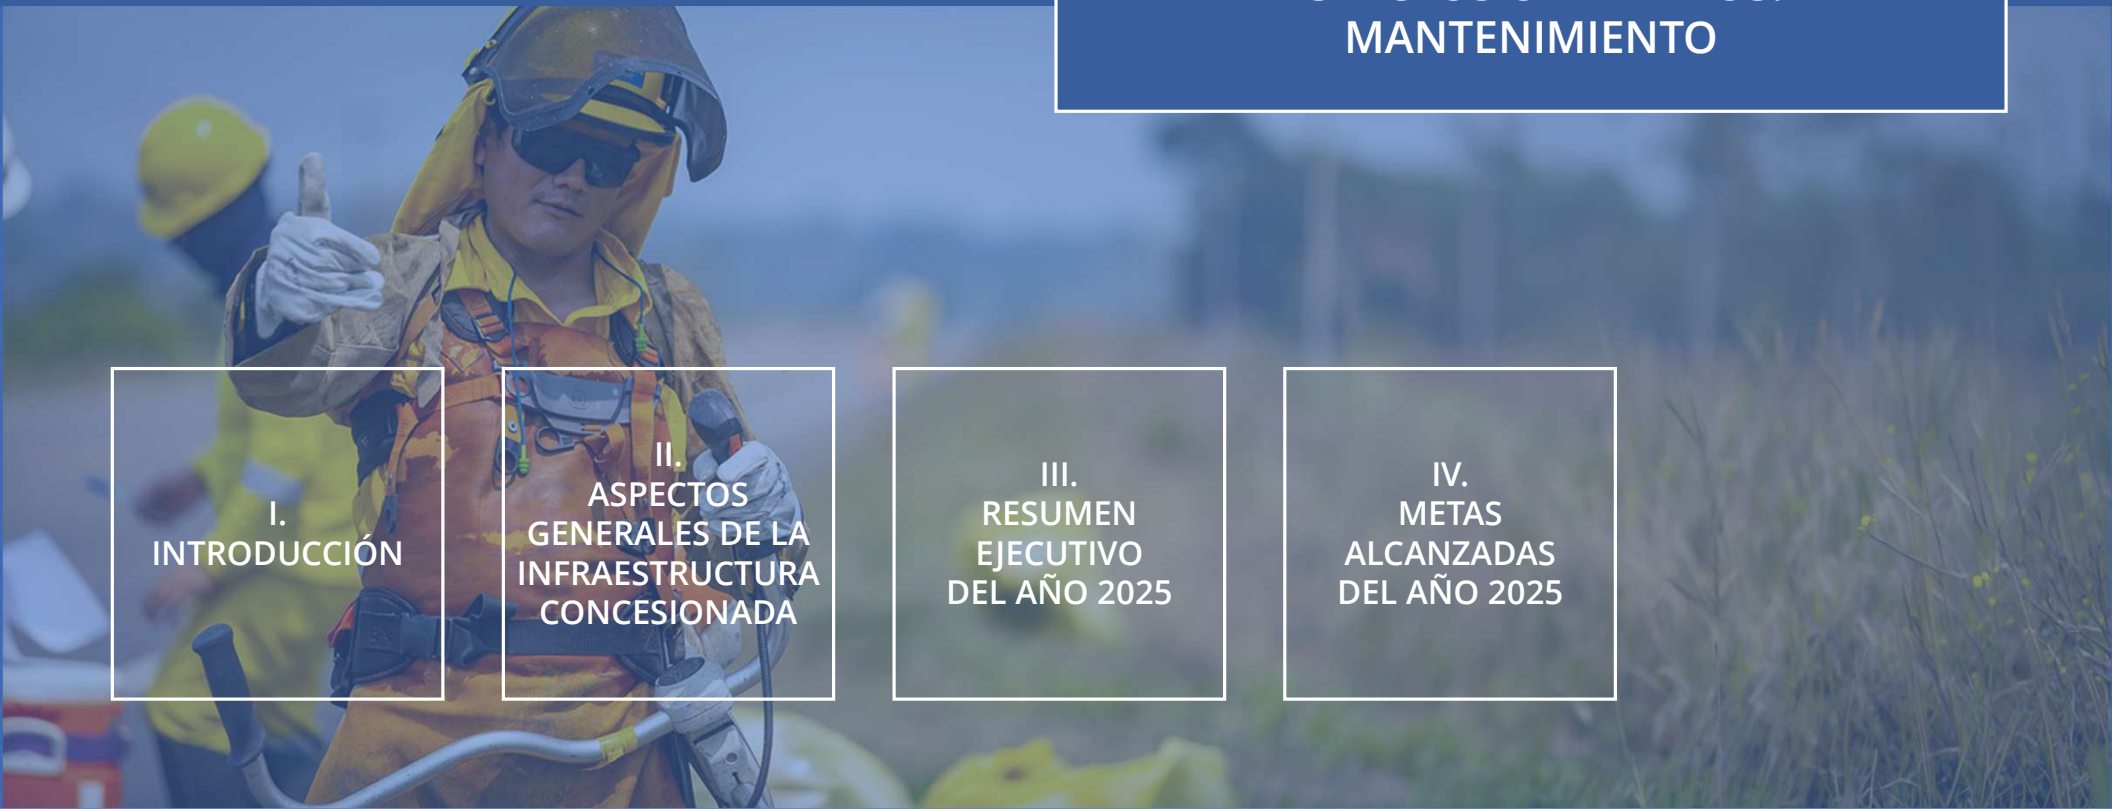 MANTENIMIENTO
I.
INTRODUCCIÓN
II.
ASPECTOS
GENERALES DE LA
INFRAESTRUCTURA
CONCESIONADA
III.
RESUMEN
EJECUTIVO
DEL AÑO 2025
IV.
METAS
ALCANZADAS
DEL AÑO 2025